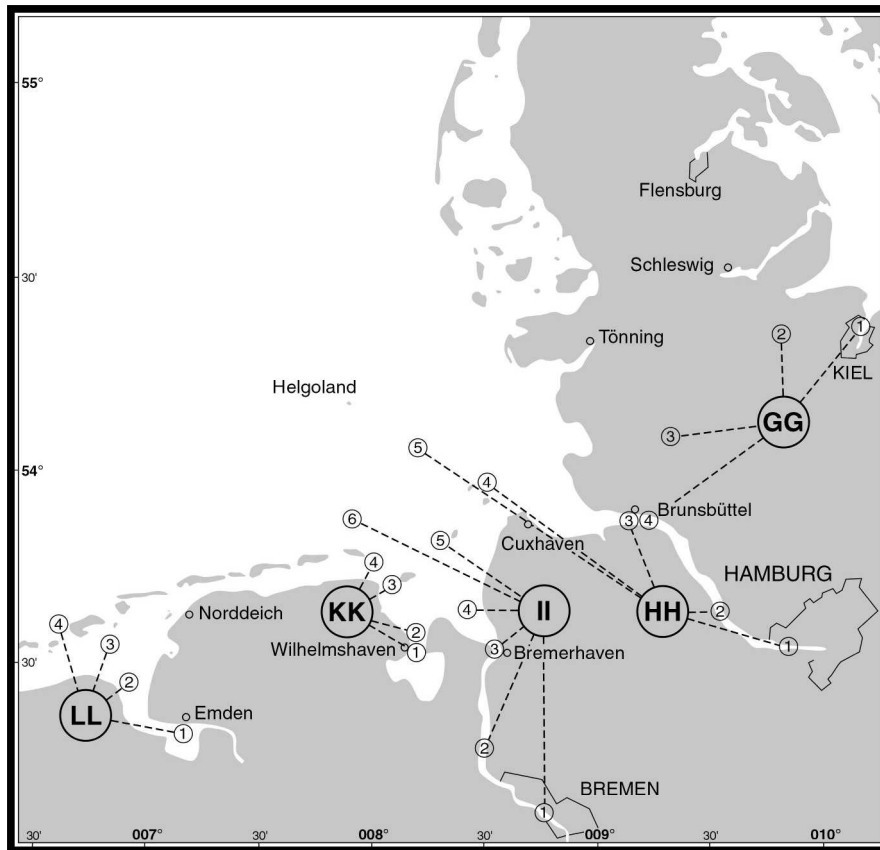 55°
Flensburg
Schleswig
30'
1
2
Tönning
KIEL
Helgoland
GG
3
5
54°
4
6
Brunsbüttel
3 4
Cuxhaven
5
4
HAMBURG
3
KK
II
HH
4
2
Norddeich
4
2
3
Wilhelmshaven
1
3
Bremerhaven
1
30'
2
LL
Emden
1
2
BREMEN
1
30'
007°
30'
008°
30'
009°
30'
010°